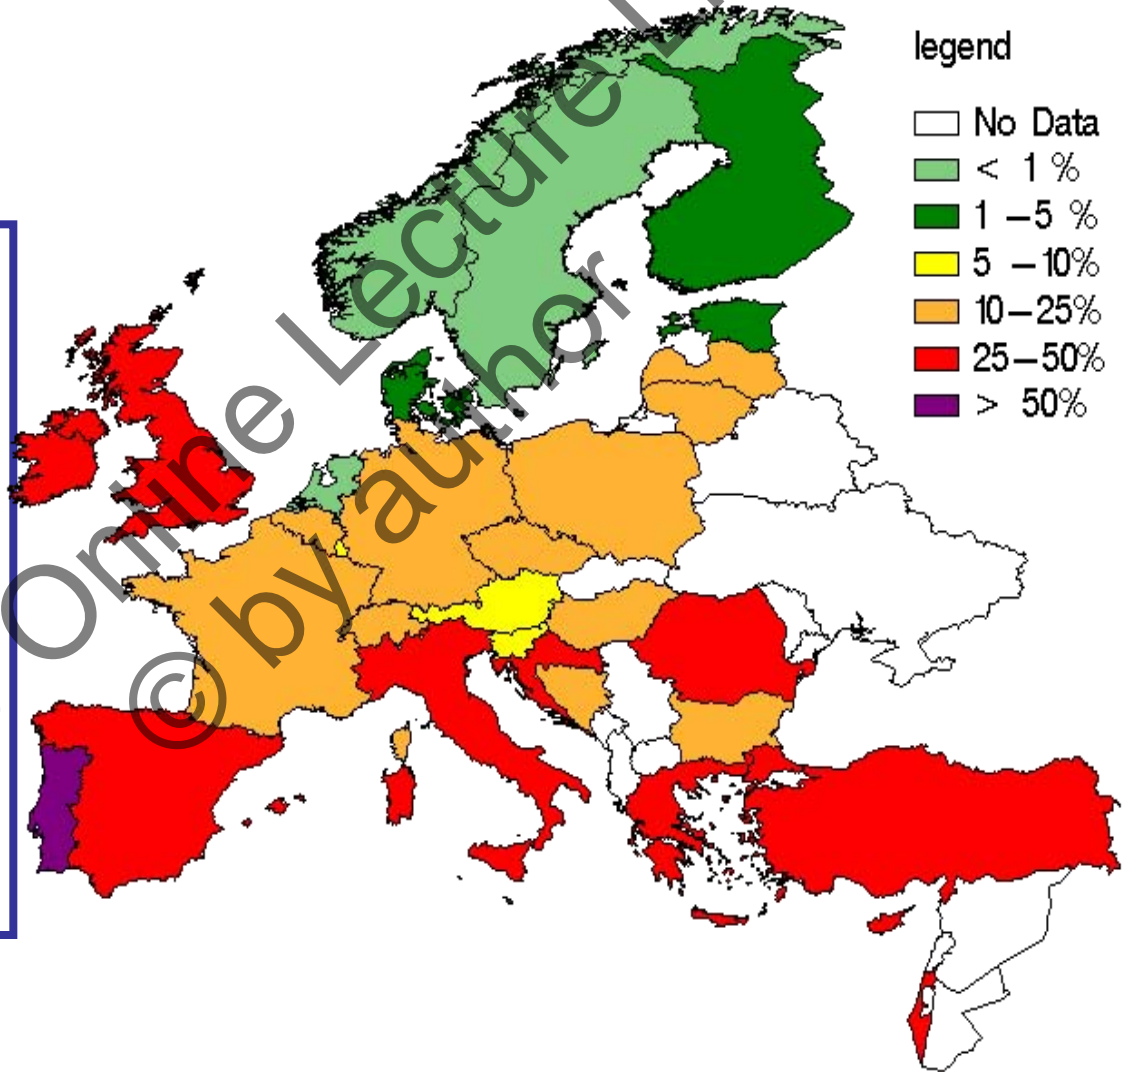 legend
No Data
< 1 %
1 –5 %
5 –10%
10–25%
25–50%
> 50%
Online Lecture
© by author